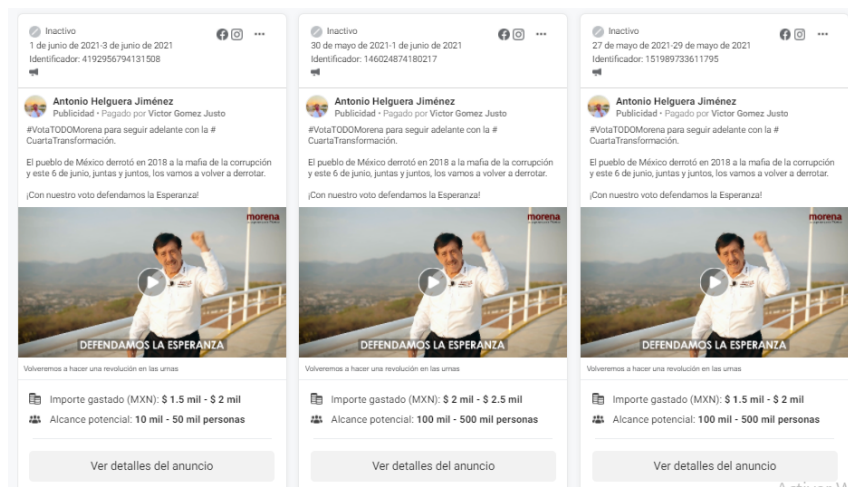 Inactivo
1 de junio de 2021-3 de junio de 2021
Identificador: 4192956794131508
Antonio Helguera Jiménez
Publicidad • Pagado por Victor Gomez Justo
#VotaTODOMorena para seguir adelante con la #
CuartaTransformación.
El pueblo de México derrotó en 2018 a la mafia de la corrupción
y este 6 de junio, juntas y juntos, los vamos a volver a derrotar.
¡Con nuestro voto defendamos la Esperanza!
morena
DEFENDAMOS LA ESPERANZA
Volveremos a hacer una revolución en las urnas
Importe gastado (MXN): $ 1.5 mil - $ 2 mil
Alcance potencial: 10 mil - 50 mil personas
Ver detalles del anuncio
Inactivo
30 de mayo de 2021-1 de junio de 2021
Identificador: 146024874180217
Antonio Helguera Jiménez
Publicidad • Pagado por Victor Gomez Justo
#VotaTODOMorena para seguir adelante con la #
CuartaTransformación.
El pueblo de México derrotó en 2018 a la mafia de la corrupción
y este 6 de junio, juntas y juntos, los vamos a volver a derrotar.
¡Con nuestro voto defendamos la Esperanza!
morena
DEFENDAMOS LA ESPERANZA
Volveremos a hacer una revolución en las urnas
Importe gastado (MXN): $ 2 mil - $ 2.5 mil
Alcance potencial: 100 mil - 500 mil personas
Ver detalles del anuncio
Inactivo
27 de mayo de 2021-29 de mayo de 2021
Identificador: 151989733611795
Antonio Helguera Jiménez
Publicidad • Pagado por Victor Gomez Justo
#VotaTODOMorena para seguir adelante con la #
CuartaTransformación.
El pueblo de México derrotó en 2018 a la mafia de la corrupción
y este 6 de junio, juntas y juntos, los vamos a volver a derrotar.
¡Con nuestro voto defendamos la Esperanza!
morena
DEFENDAMOS LA ESPERANZA
Volveremos a hacer una revolución en las urnas
Importe gastado (MXN): $ 1.5 mil - $ 2 mil
Alcance potencial: 100 mil - 500 mil personas
Ver detalles del anuncio